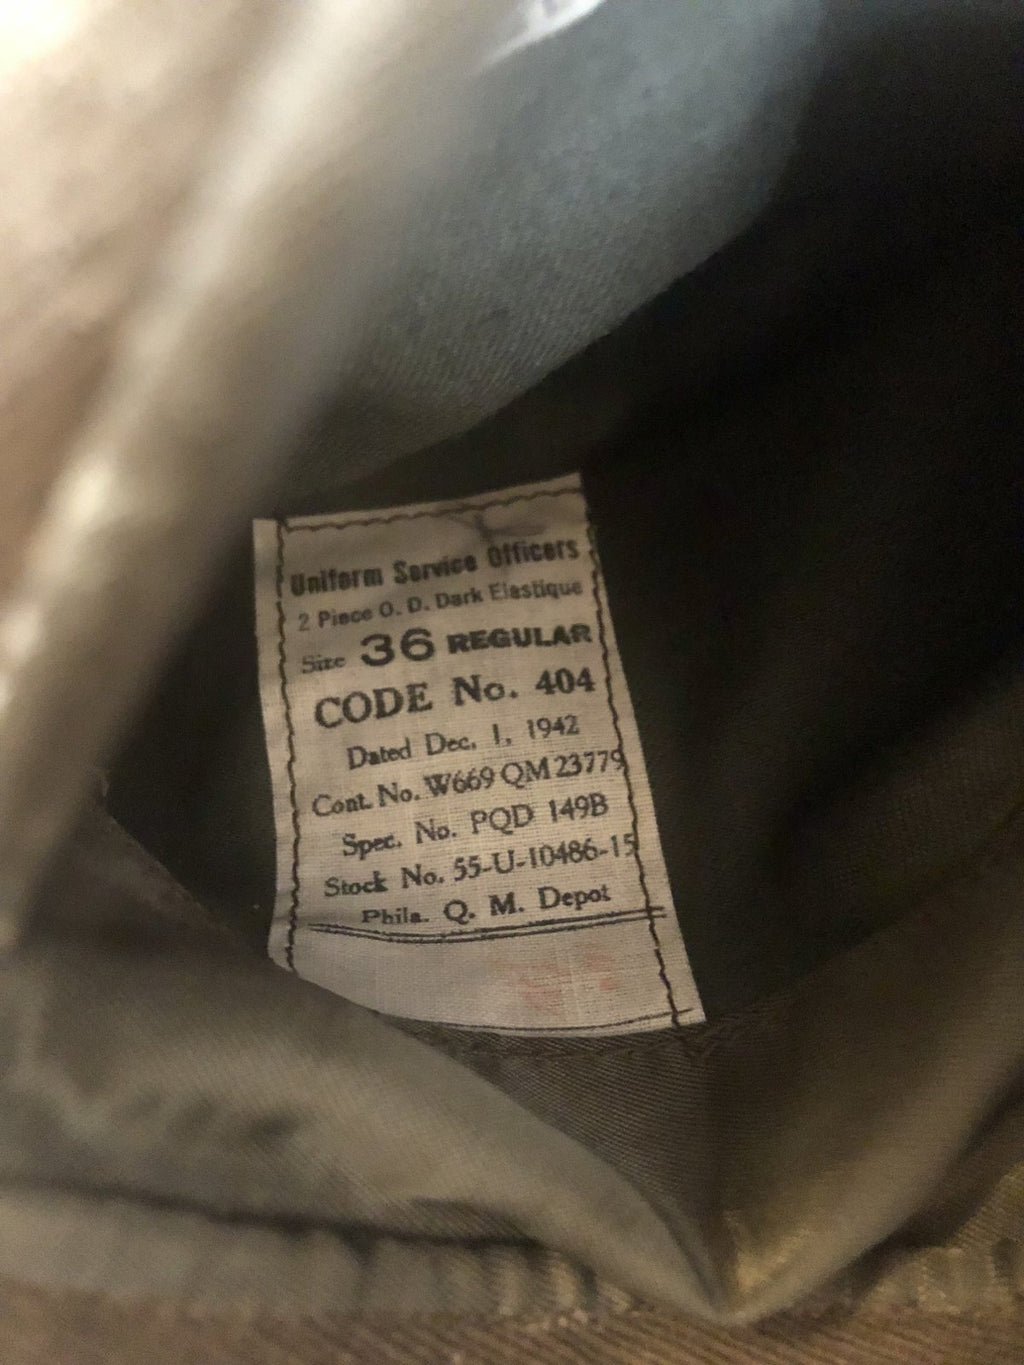 Uniform Service Officers
2 Piece O. D. Dark Elastique
Size 36 REGULAR
CODE No. 404
Dated Dec. 1, 1942
Cont. No. W669 QM 23779
Spec. No. PQD 149B
Stock No. 55-U-10486-15
Phila. Q. M. Depot